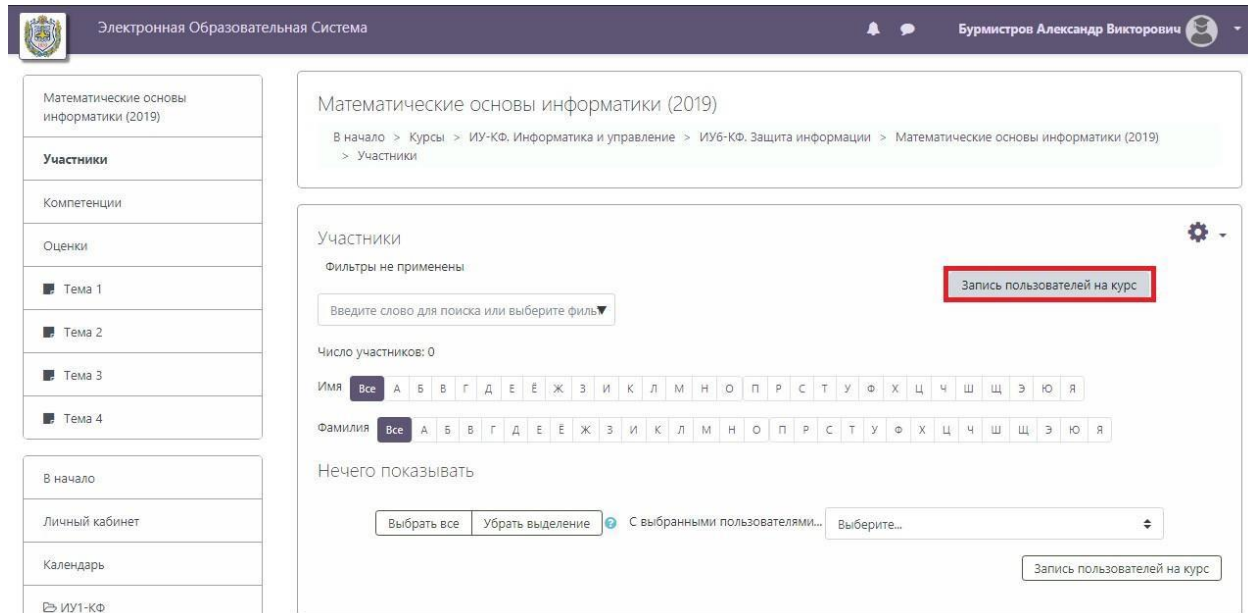 Электронная Образовательная Система
Бурмистров Александр Викторович
Математические основы
информатики (2019)
Участники
Компетенции
Оценки
Тема 1
Тема 2
Тема 3
Тема 4
В начало
Личный кабинет
Календарь
ИУ1-КФ
Математические основы информатики (2019)
В начало > Курсы > ИУ-КФ. Информатика и управление > ИУ6-КФ. Защита информации > Математические основы информатики (2019)
> Участники
Участники
Фильтры не применены
Запись пользователей на курс
Введите слово для поиска или выберите филь
Число участников: 0
Имя Все А Б В Г Д Е Ё Ж З И К Л М Н О П Р С Т У Ф Х Ц Ч Ш Щ Э Ю Я
Фамилия Все А Б В Г Д Е Ё Ж З И К Л М Н О П Р С Т У Ф Х Ц Ч Ш Щ Э Ю Я
Нечего показывать
Выбрать все Убрать выделение ? С выбранными пользователями... Выберите...
Запись пользователей на курс